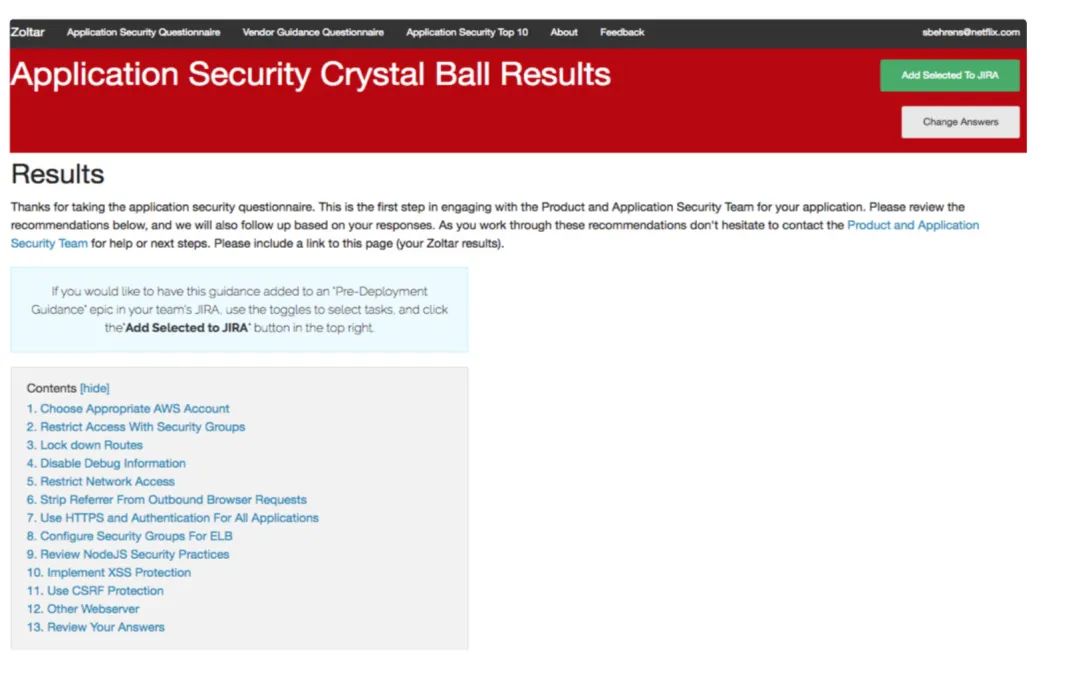 Zoltar Application Security Questionnaire Vendor Guidance Questionnaire Application Security Top 10 About Feedback sbehrens@netflix.com
Application Security Crystal Ball Results
Add Selected To JIRA
Change Answers
Results
Thanks for taking the application security questionnaire. This is the first step in engaging with the Product and Application Security Team for your application. Please review the
recommendations below, and we will also follow up based on your responses. As you work through these recommendations don't hesitate to contact the Product and Application
Security Team for help or next steps. Please include a link to this page (your Zoltar results).
If you would like to have this guidance added to an "Pre-Deployment
Guidance" epic in your team's JIRA, use the toggles to select tasks, and click
the"Add Selected to JIRA" button in the top right.
Contents [hide]
1. Choose Appropriate AWS Account
2. Restrict Access With Security Groups
3. Lock down Routes
4. Disable Debug Information
5. Restrict Network Access
6. Strip Referrer From Outbound Browser Requests
7. Use HTTPS and Authentication For All Applications
8. Configure Security Groups For ELB
9. Review NodeJS Security Practices
10. Implement XSS Protection
11. Use CSRF Protection
12. Other Webserver
13. Review Your Answers